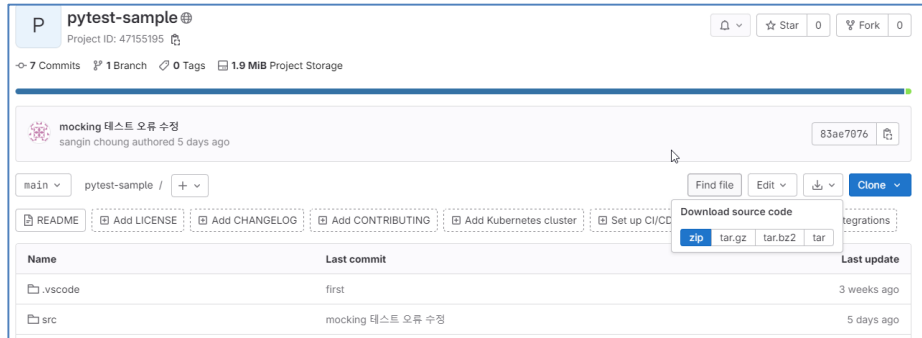 P
pytest-sample
Project ID: 47155195
Star 0
Fork 0
7 Commits 1 Branch 0 Tags 1.9 MiB Project Storage
mocking 테스트 오류 수정
sangin choung authored 5 days ago
83ae7076
main pytest-sample / +
Find file Edit Clone
README Add LICENSE Add CHANGELOG Add CONTRIBUTING Add Kubernetes cluster Set up CI/CD tegrations
Download source code
zip tar.gz tar.bz2 tar
Name Last commit Last update
.vscode first 3 weeks ago
src mocking 테스트 오류 수정 5 days ago